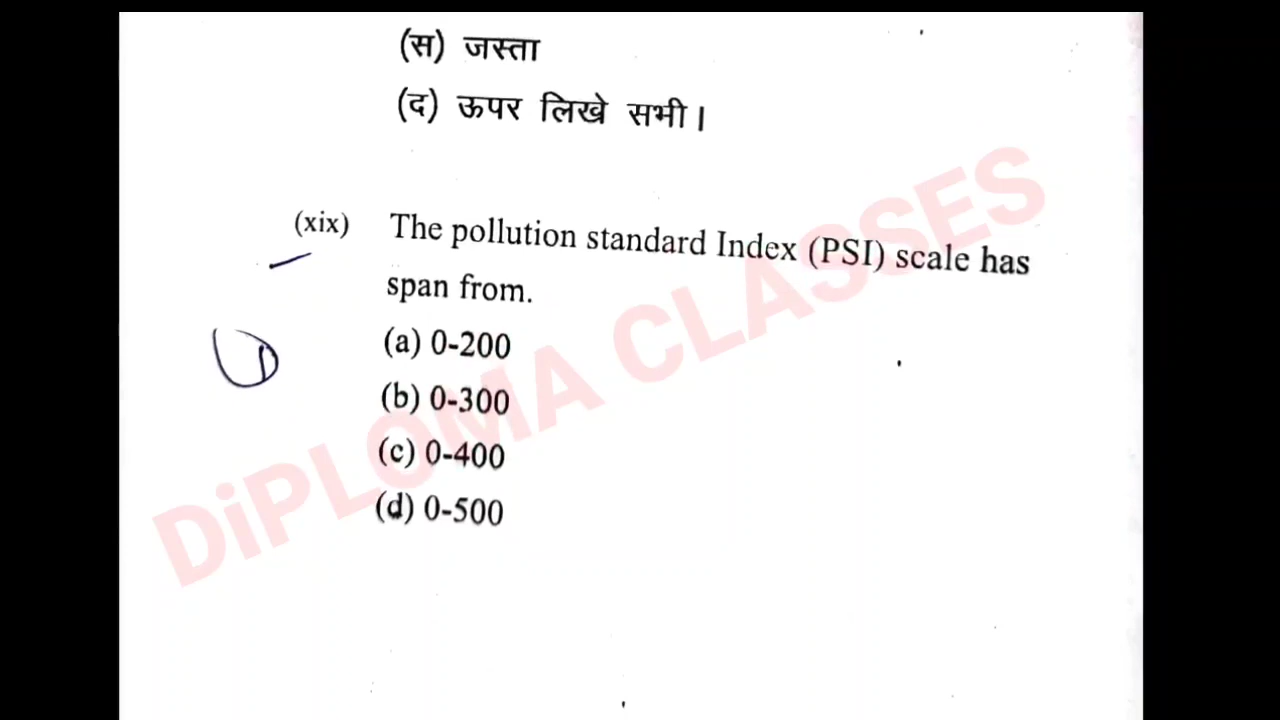 (स) जस्ता
(द) ऊपर लिखे सभी।
(xix) The pollution standard Index (PSI) scale has
span from.
(a) 0-200
(b) 0-300
(c) 0-400
(d) 0-500
DiPLOMA CLASSES